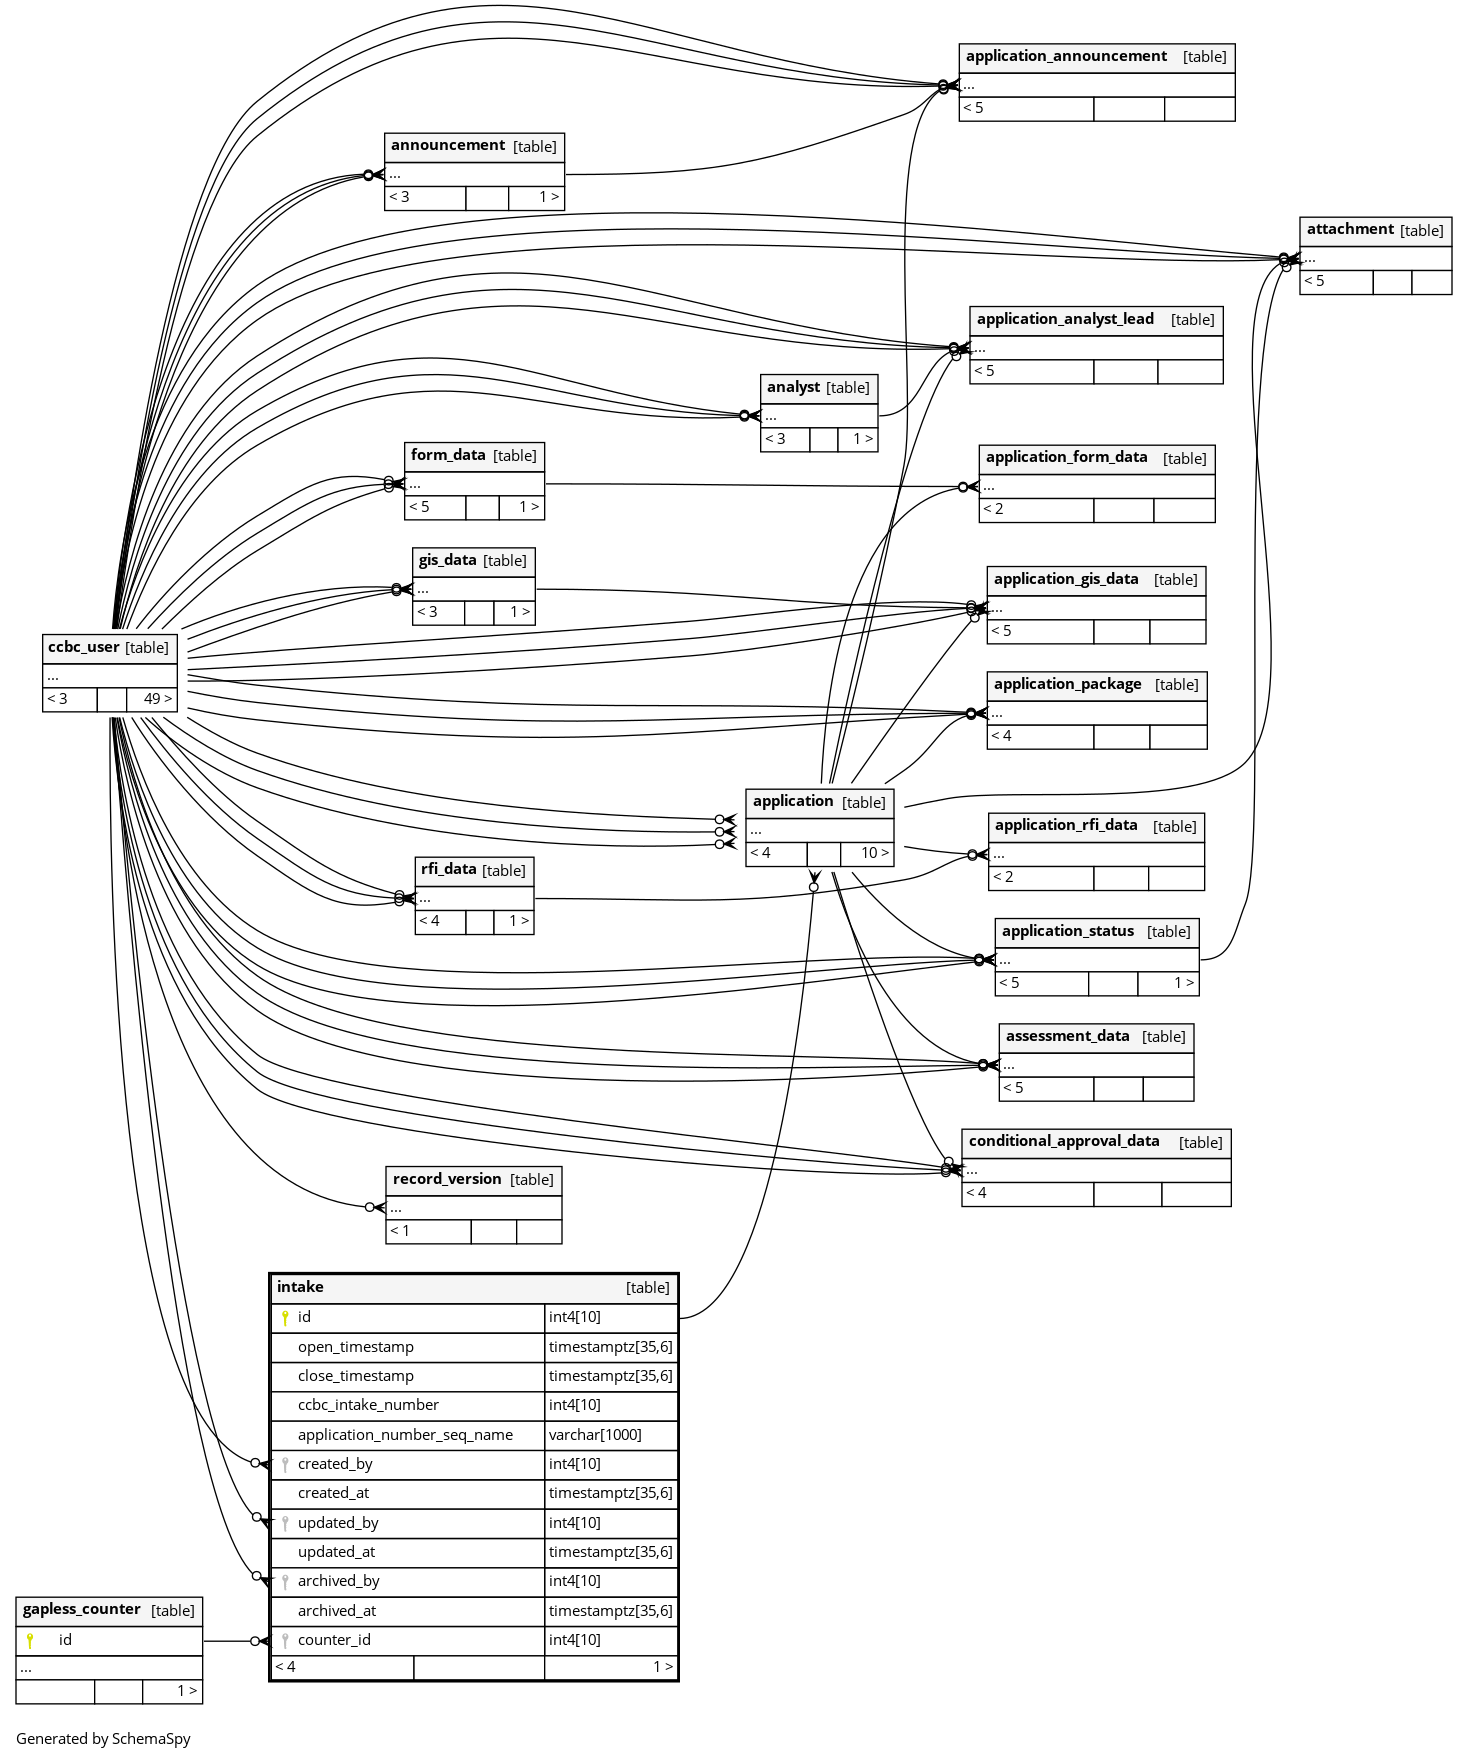 application_announcement [table]
...
< 5
announcement [table]
...
< 3 1 >
attachment [table]
...
< 5
application_analyst_lead [table]
...
< 5
analyst [table]
...
< 3 1 >
form_data [table]
...
< 5 1 >
application_form_data [table]
...
< 2
gis_data [table]
...
< 3 1 >
application_gis_data [table]
...
< 5
ccbc_user [table]
...
< 3 49 >
application_package [table]
...
< 4
application [table]
...
< 4 10 >
application_rfi_data [table]
...
< 2
rfi_data [table]
...
< 4 1 >
application_status [table]
...
< 5 1 >
assessment_data [table]
...
< 5
conditional_approval_data [table]
...
< 4
record_version [table]
...
< 1
intake [table]
id int4[10]
open_timestamp timestamptz[35,6]
close_timestamp timestamptz[35,6]
ccbc_intake_number int4[10]
application_number_seq_name varchar[1000]
created_by int4[10]
created_at timestamptz[35,6]
updated_by int4[10]
updated_at timestamptz[35,6]
archived_by int4[10]
archived_at timestamptz[35,6]
counter_id int4[10]
< 4 1 >
gapless_counter [table]
id
...
1 >
Generated by SchemaSpy